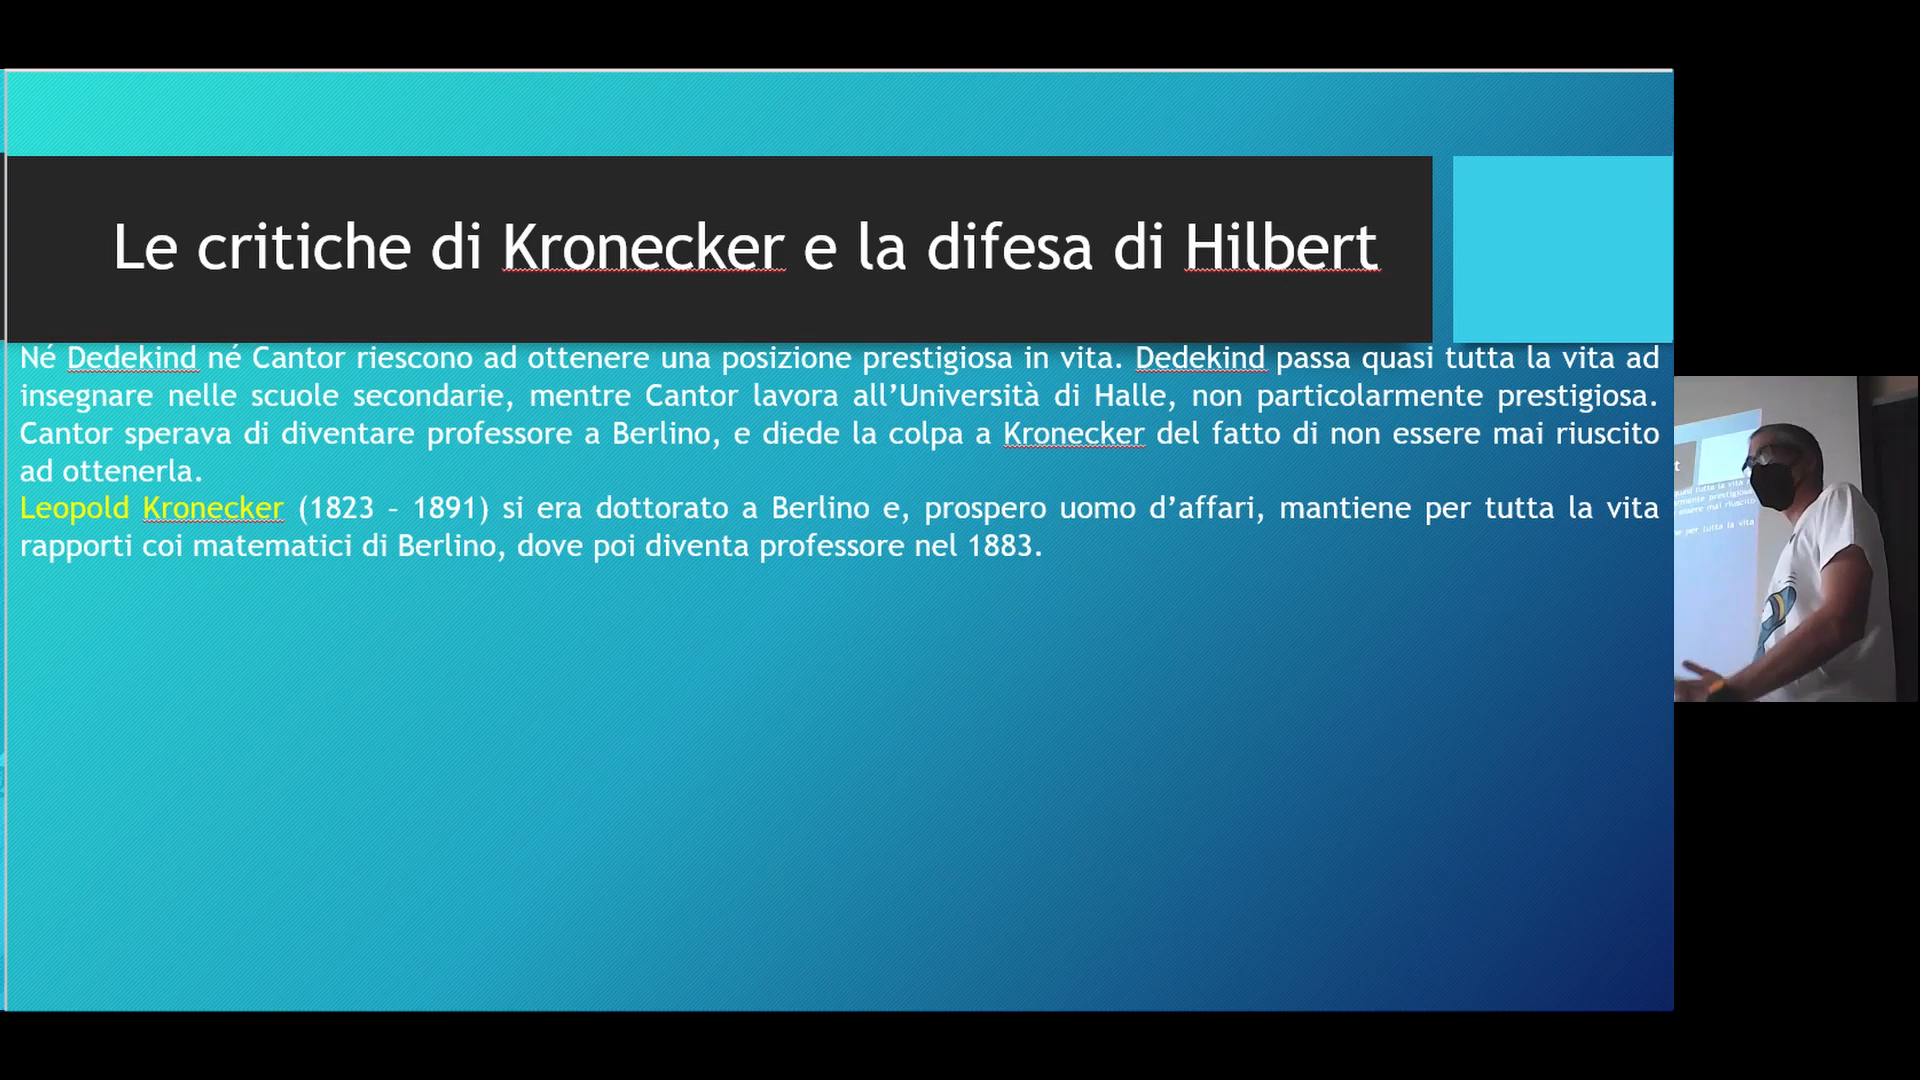 Le critiche di Kronecker e la difesa di Hilbert
Né Dedekind né Cantor riescono ad ottenere una posizione prestigiosa in vita. Dedekind passa quasi tutta la vita ad
insegnare nelle scuole secondarie, mentre Cantor lavora all’Università di Halle, non particolarmente prestigiosa.
Cantor sperava di diventare professore a Berlino, e diede la colpa a Kronecker del fatto di non essere mai riuscito
ad ottenerla.
Leopold Kronecker (1823 – 1891) si era dottorato a Berlino e, prospero uomo d’affari, mantiene per tutta la vita
rapporti coi matematici di Berlino, dove poi diventa professore nel 1883.